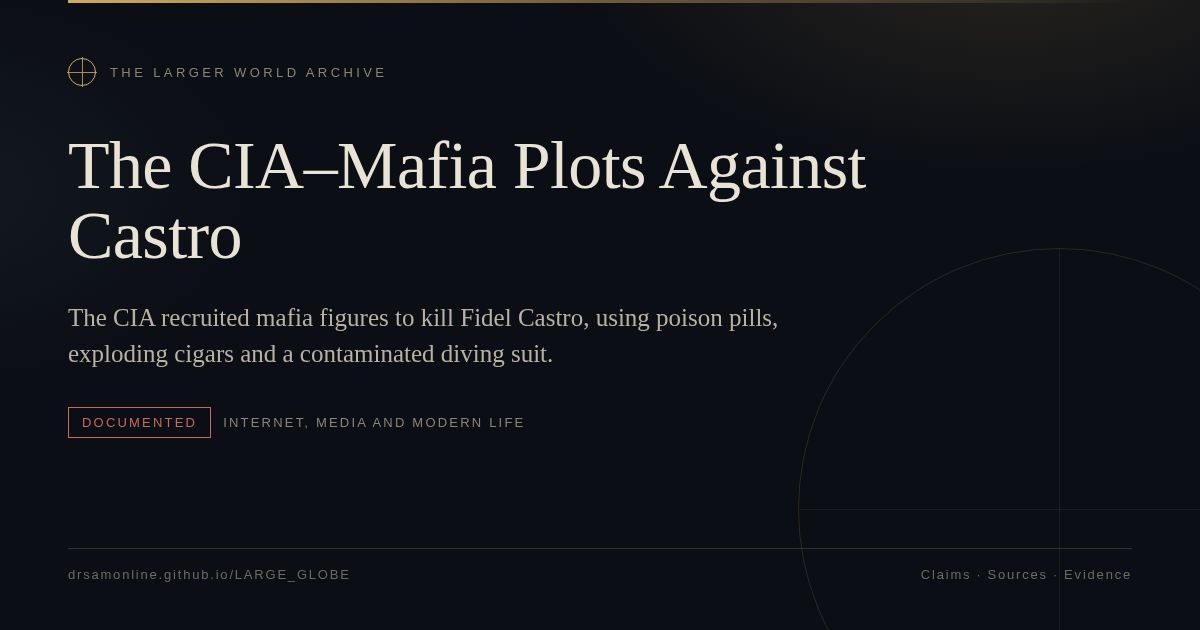 THE LARGER WORLD ARCHIVE
The CIA–Mafia Plots Against
Castro
The CIA recruited mafia figures to kill Fidel Castro, using poison pills,
exploding cigars and a contaminated diving suit.
DOCUMENTED INTERNET, MEDIA AND MODERN LIFE
drsamonline.github.io/LARGE_GLOBE
Claims · Sources · Evidence